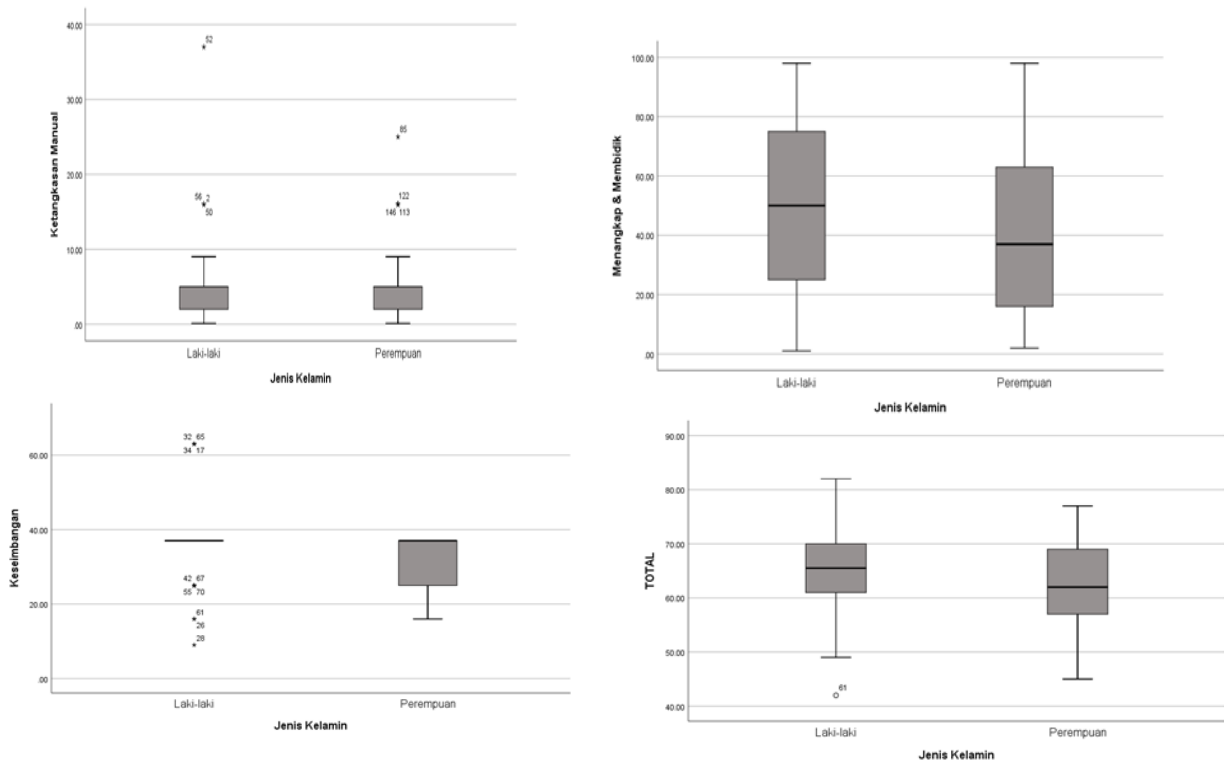 40.00
52
30.00
Ketangkasan Manual
85
20.00
56 2
50
122
146 113
10.00
.00
Laki-laki
Perempuan
Jenis Kelamin
100.00
80.00
Menangkap & Membidik
60.00
40.00
20.00
.00
Laki-laki
Perempuan
Jenis Kelamin
32 65
34 17
60.00
Keseimbangan
40.00
42 67
55 70
20.00
61
26
28
.00
Laki-laki
Perempuan
Jenis Kelamin
90.00
80.00
70.00
TOTAL
60.00
50.00
61
40.00
Laki-laki
Perempuan
Jenis Kelamin